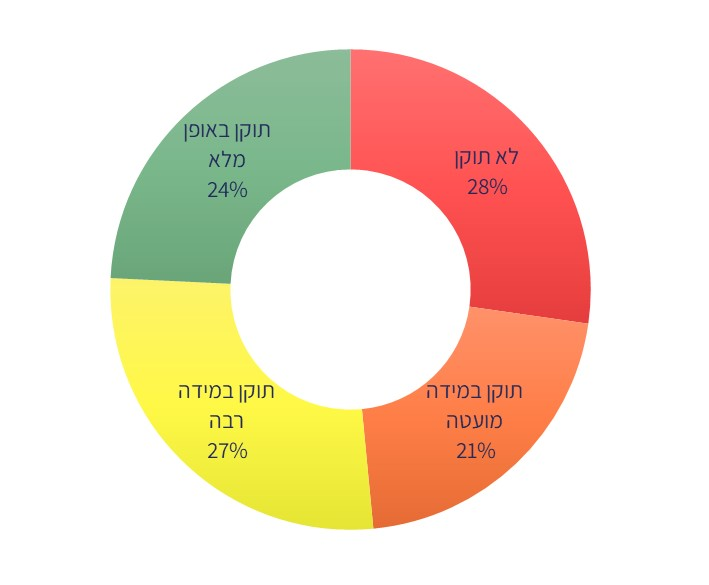 תוקן באופן
מלא
24%
לא תוקן
28%
תוקן במידה
רבה
27%
תוקן במידה
מועטה
21%